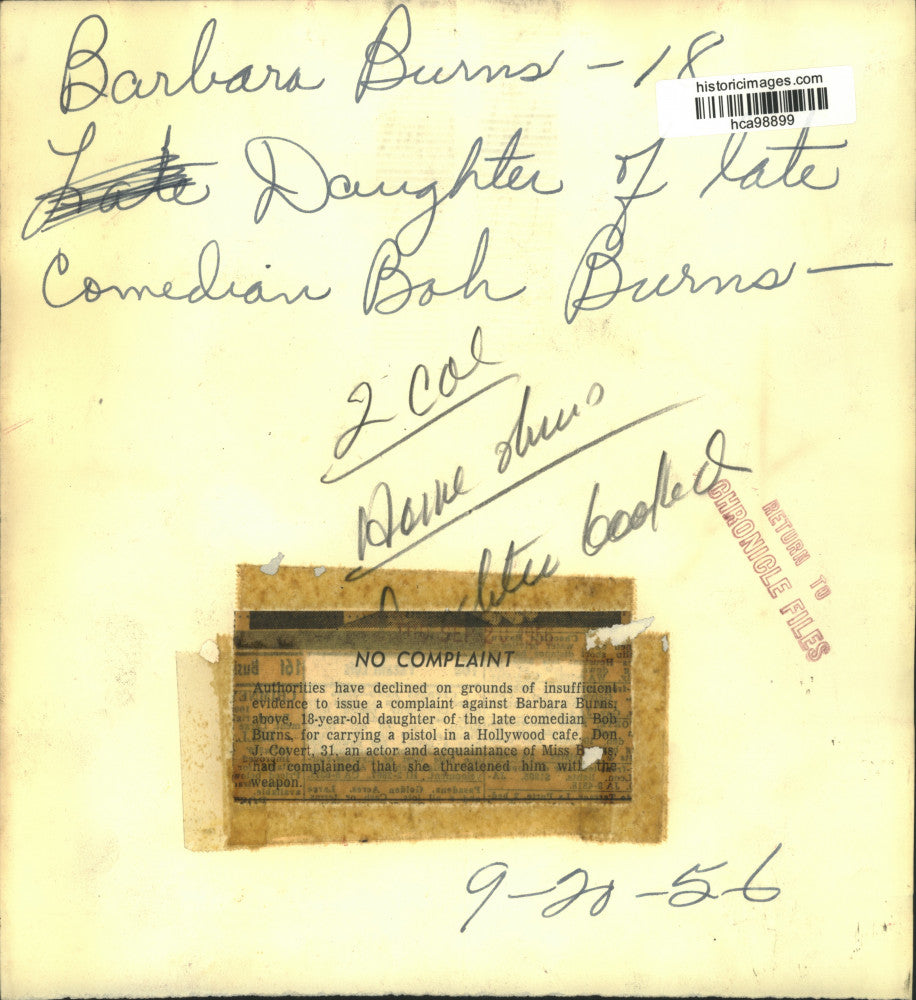 Barbara Burns - 18
historicimages.com
hca98899
Late Daughter of late
Comedian Bob Burns —
2 col
Home
booked
RETURN TO
CHRONICLE FILES
NO COMPLAINT
Authorities have declined on grounds of insufficient
evidence to issue a complaint against Barbara Burns,
above, 18-year-old daughter of the late comedian Bob
Burns, for carrying a pistol in a Hollywood cafe. Don
J. Covert, 31, an actor and acquaintance of Miss Burns,
had complained that she threatened him with the
weapon.
9-20-56